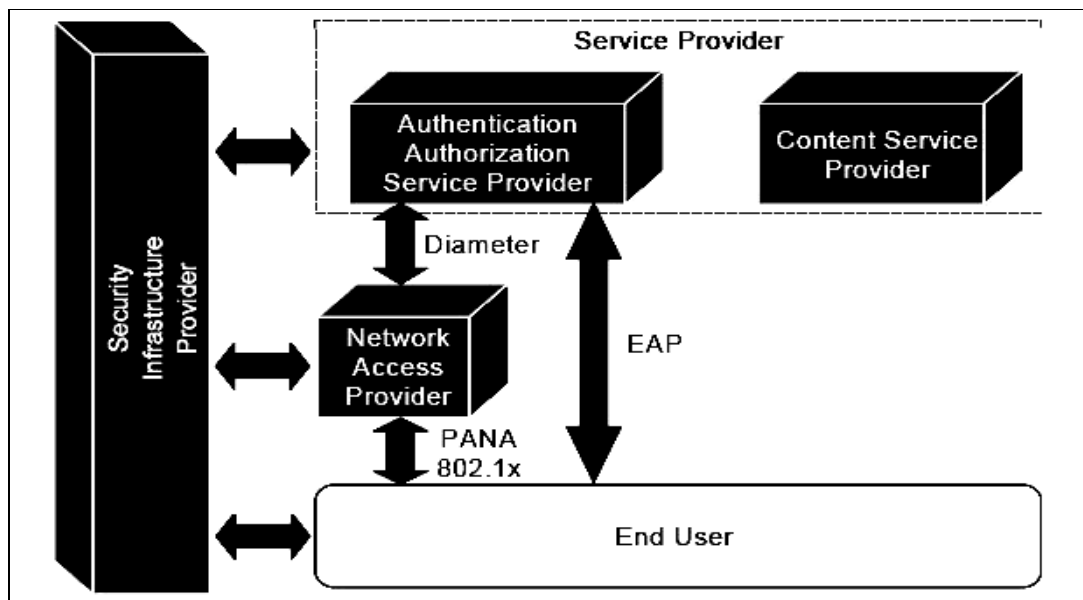 Service Provider
Authentication
Authorization
Service Provider
Content Service
Provider
Diameter
Security
Infrastructure
Provider
Network
Access
Provider
EAP
PANA
802.1x
End User